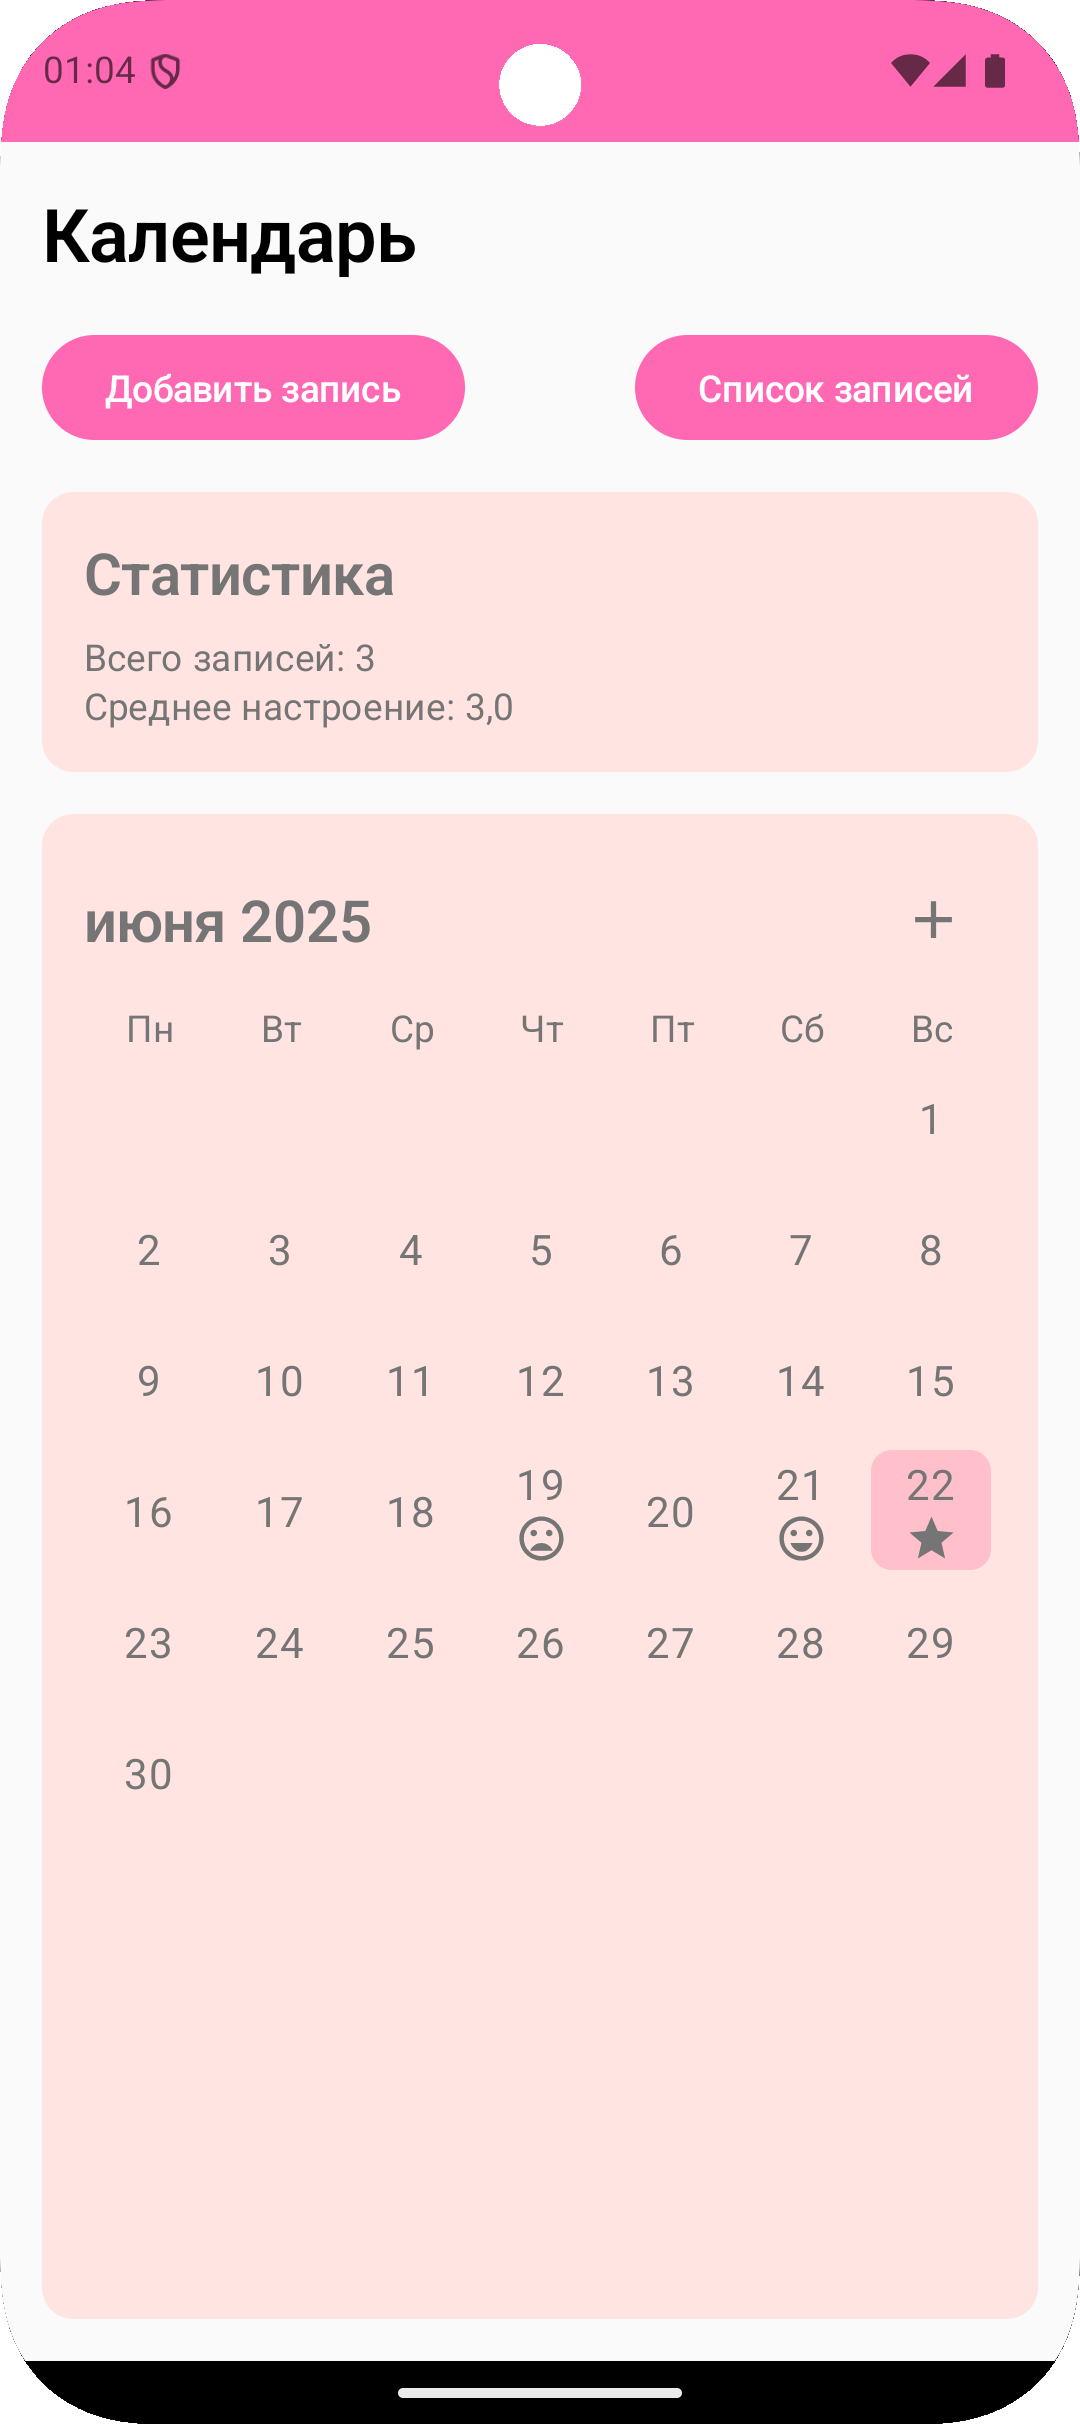 01:04
Календарь
Добавить запись Список записей
Статистика
Всего записей: 3
Среднее настроение: 3,0
июня 2025
Пн Вт Ср Чт Пт Сб Вс
1
2 3 4 5 6 7 8
9 10 11 12 13 14 15
16 17 18 19 20 21 22
23 24 25 26 27 28 29
30